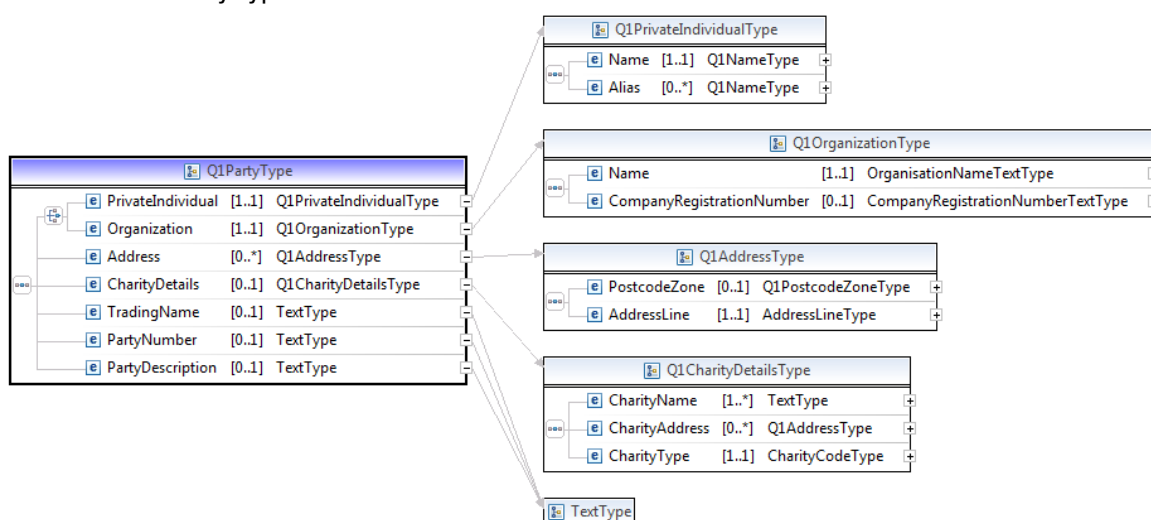 Q1PrivateIndividualType
e Name [1..1] Q1NameType
e Alias [0..*] Q1NameType
Q1OrganizationType
e Name [1..1] OrganisationNameTextType
e CompanyRegistrationNumber [0..1] CompanyRegistrationNumberTextType
Q1PartyType
e PrivateIndividual [1..1] Q1PrivateIndividualType
e Organization [1..1] Q1OrganizationType
e Address [0..*] Q1AddressType
e CharityDetails [0..1] Q1CharityDetailsType
e TradingName [0..1] TextType
e PartyNumber [0..1] TextType
e PartyDescription [0..1] TextType
Q1AddressType
e PostcodeZone [0..1] Q1PostcodeZoneType
e AddressLine [1..1] AddressLineType
Q1CharityDetailsType
e CharityName [1..*] TextType
e CharityAddress [0..*] Q1AddressType
e CharityType [1..1] CharityCodeType
TextType